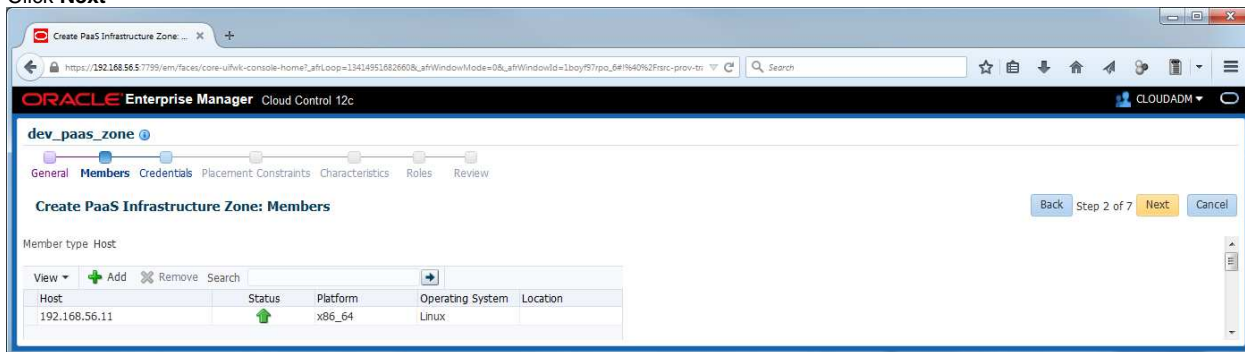 Click Next
Create PaaS Infrastructure Zone: ...
https://192.168.56.5:7799/em/faces/core-uifwk-console-home?_afrLoop=134149516826608&_afrWindowMode=0&_afrWindowId=1boyf97rpo_6#!%40%2Frsrc-prov-tr
Search
ORACLE Enterprise Manager Cloud Control 12c
CLOUDADM
dev_paas_zone
General Members Credentials Placement Constraints Characteristics Roles Review
Create PaaS Infrastructure Zone: Members
Back Step 2 of 7 Next Cancel
Member type Host
View Add Remove Search
Host Status Platform Operating System Location
192.168.56.11 x86_64 Linux